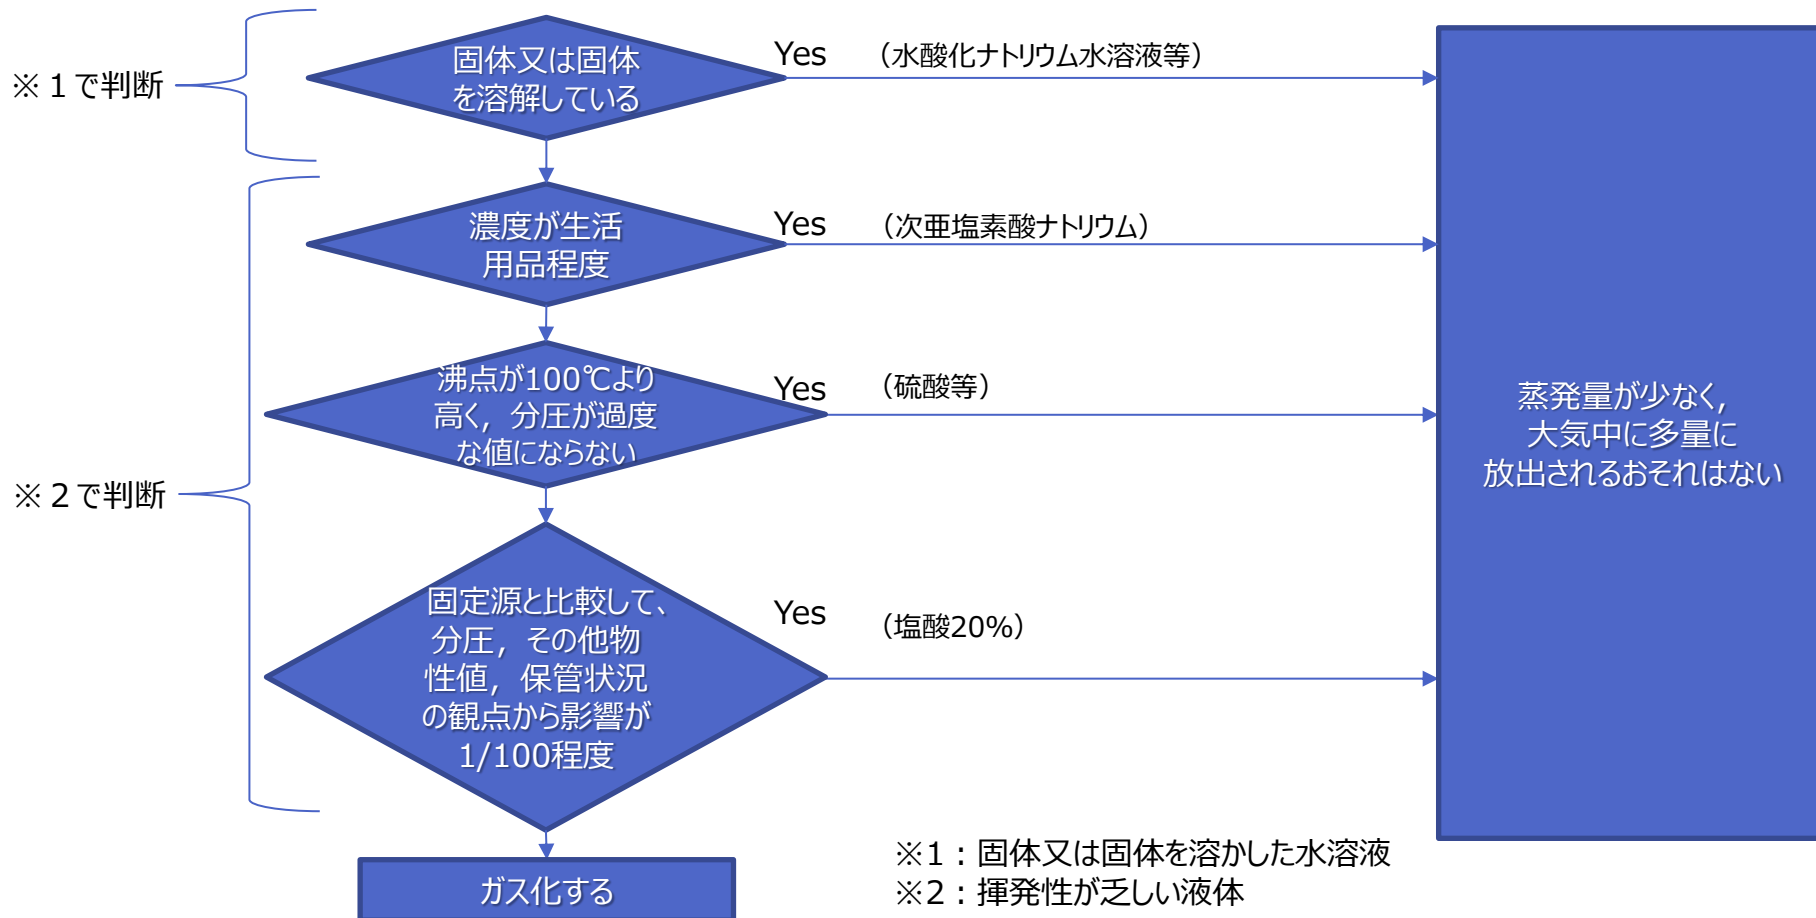 ※１で判断
固体又は固体
を溶解している
Yes （水酸化ナトリウム水溶液等）
濃度が生活
用品程度
Yes （次亜塩素酸ナトリウム）
沸点が100℃より
高く，分圧が過度
な値にならない
Yes （硫酸等）
※２で判断
固定源と比較して、
分圧，その他物
性値，保管状況
の観点から影響が
1/100程度
Yes （塩酸20%）
蒸発量が少なく，
大気中に多量に
放出されるおそれはない
ガス化する
※1：固体又は固体を溶かした水溶液
※2：揮発性が乏しい液体